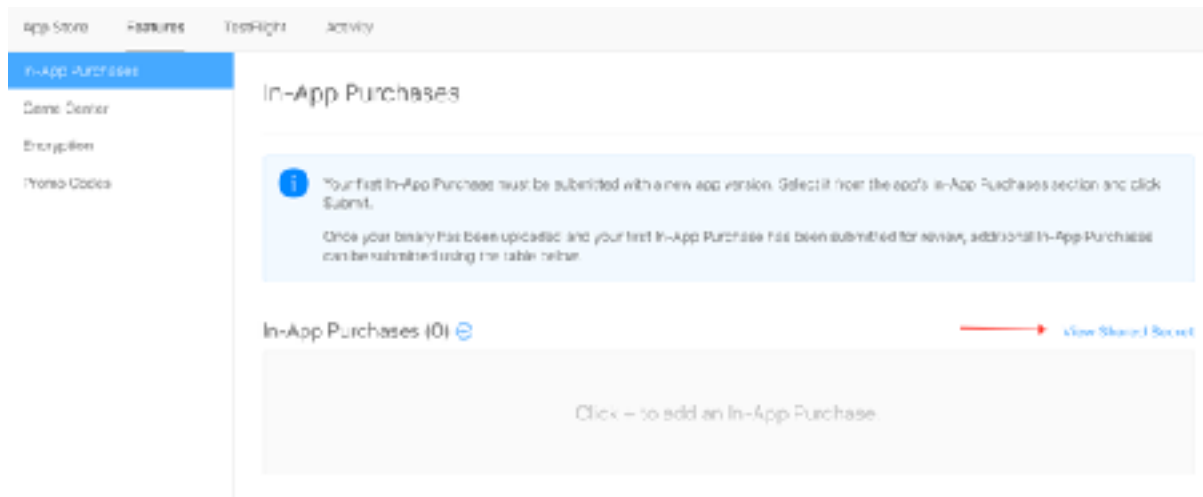 App Store Features TestFlight Activity
In-App Purchases
Game Center
Encryption
Promo Codes
In-App Purchases
Your first In-App Purchase must be submitted with a new app version. Select it from the app's In-App Purchases section and click
Submit.
Once your binary has been uploaded and your first In-App Purchase has been submitted for review, additional In-App Purchases
can be submitted using the table below.
In-App Purchases (0)
View Shared Secret
Click + to add an In-App Purchase